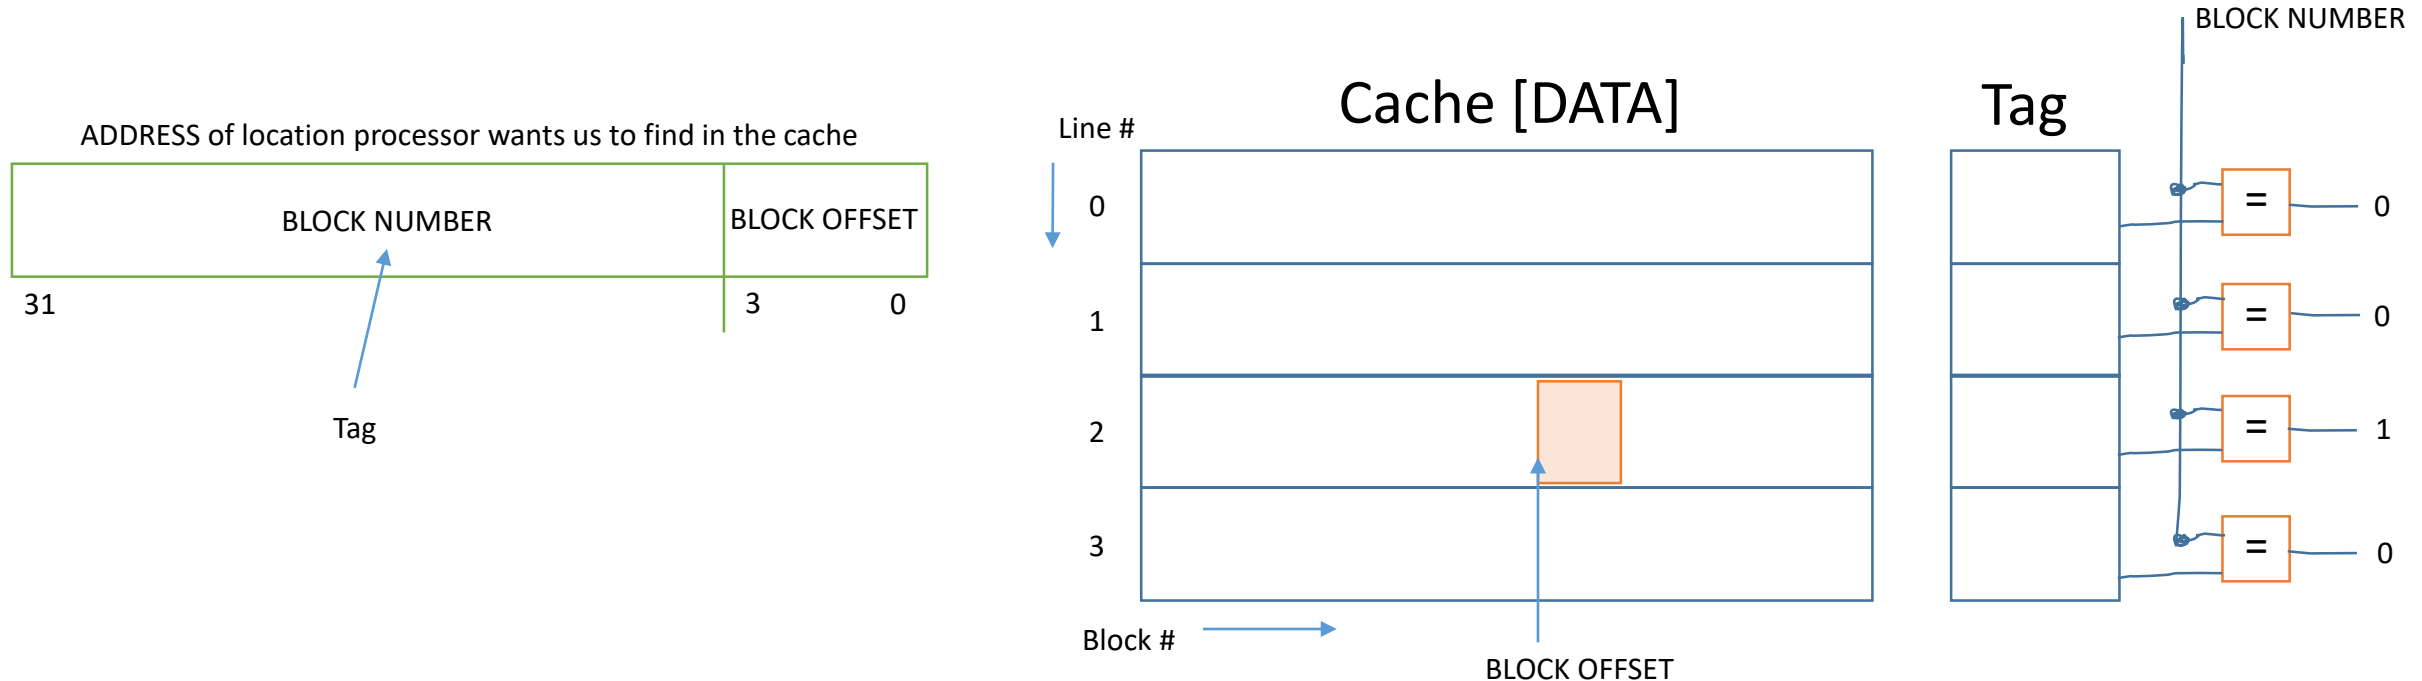 ADDRESS of location processor wants us to find in the cache
BLOCK NUMBER
BLOCK OFFSET
31
3
0
Tag
Line #
Cache [DATA]
Tag
BLOCK NUMBER
0
=
0
1
=
0
2
=
1
3
=
0
Block #
BLOCK OFFSET